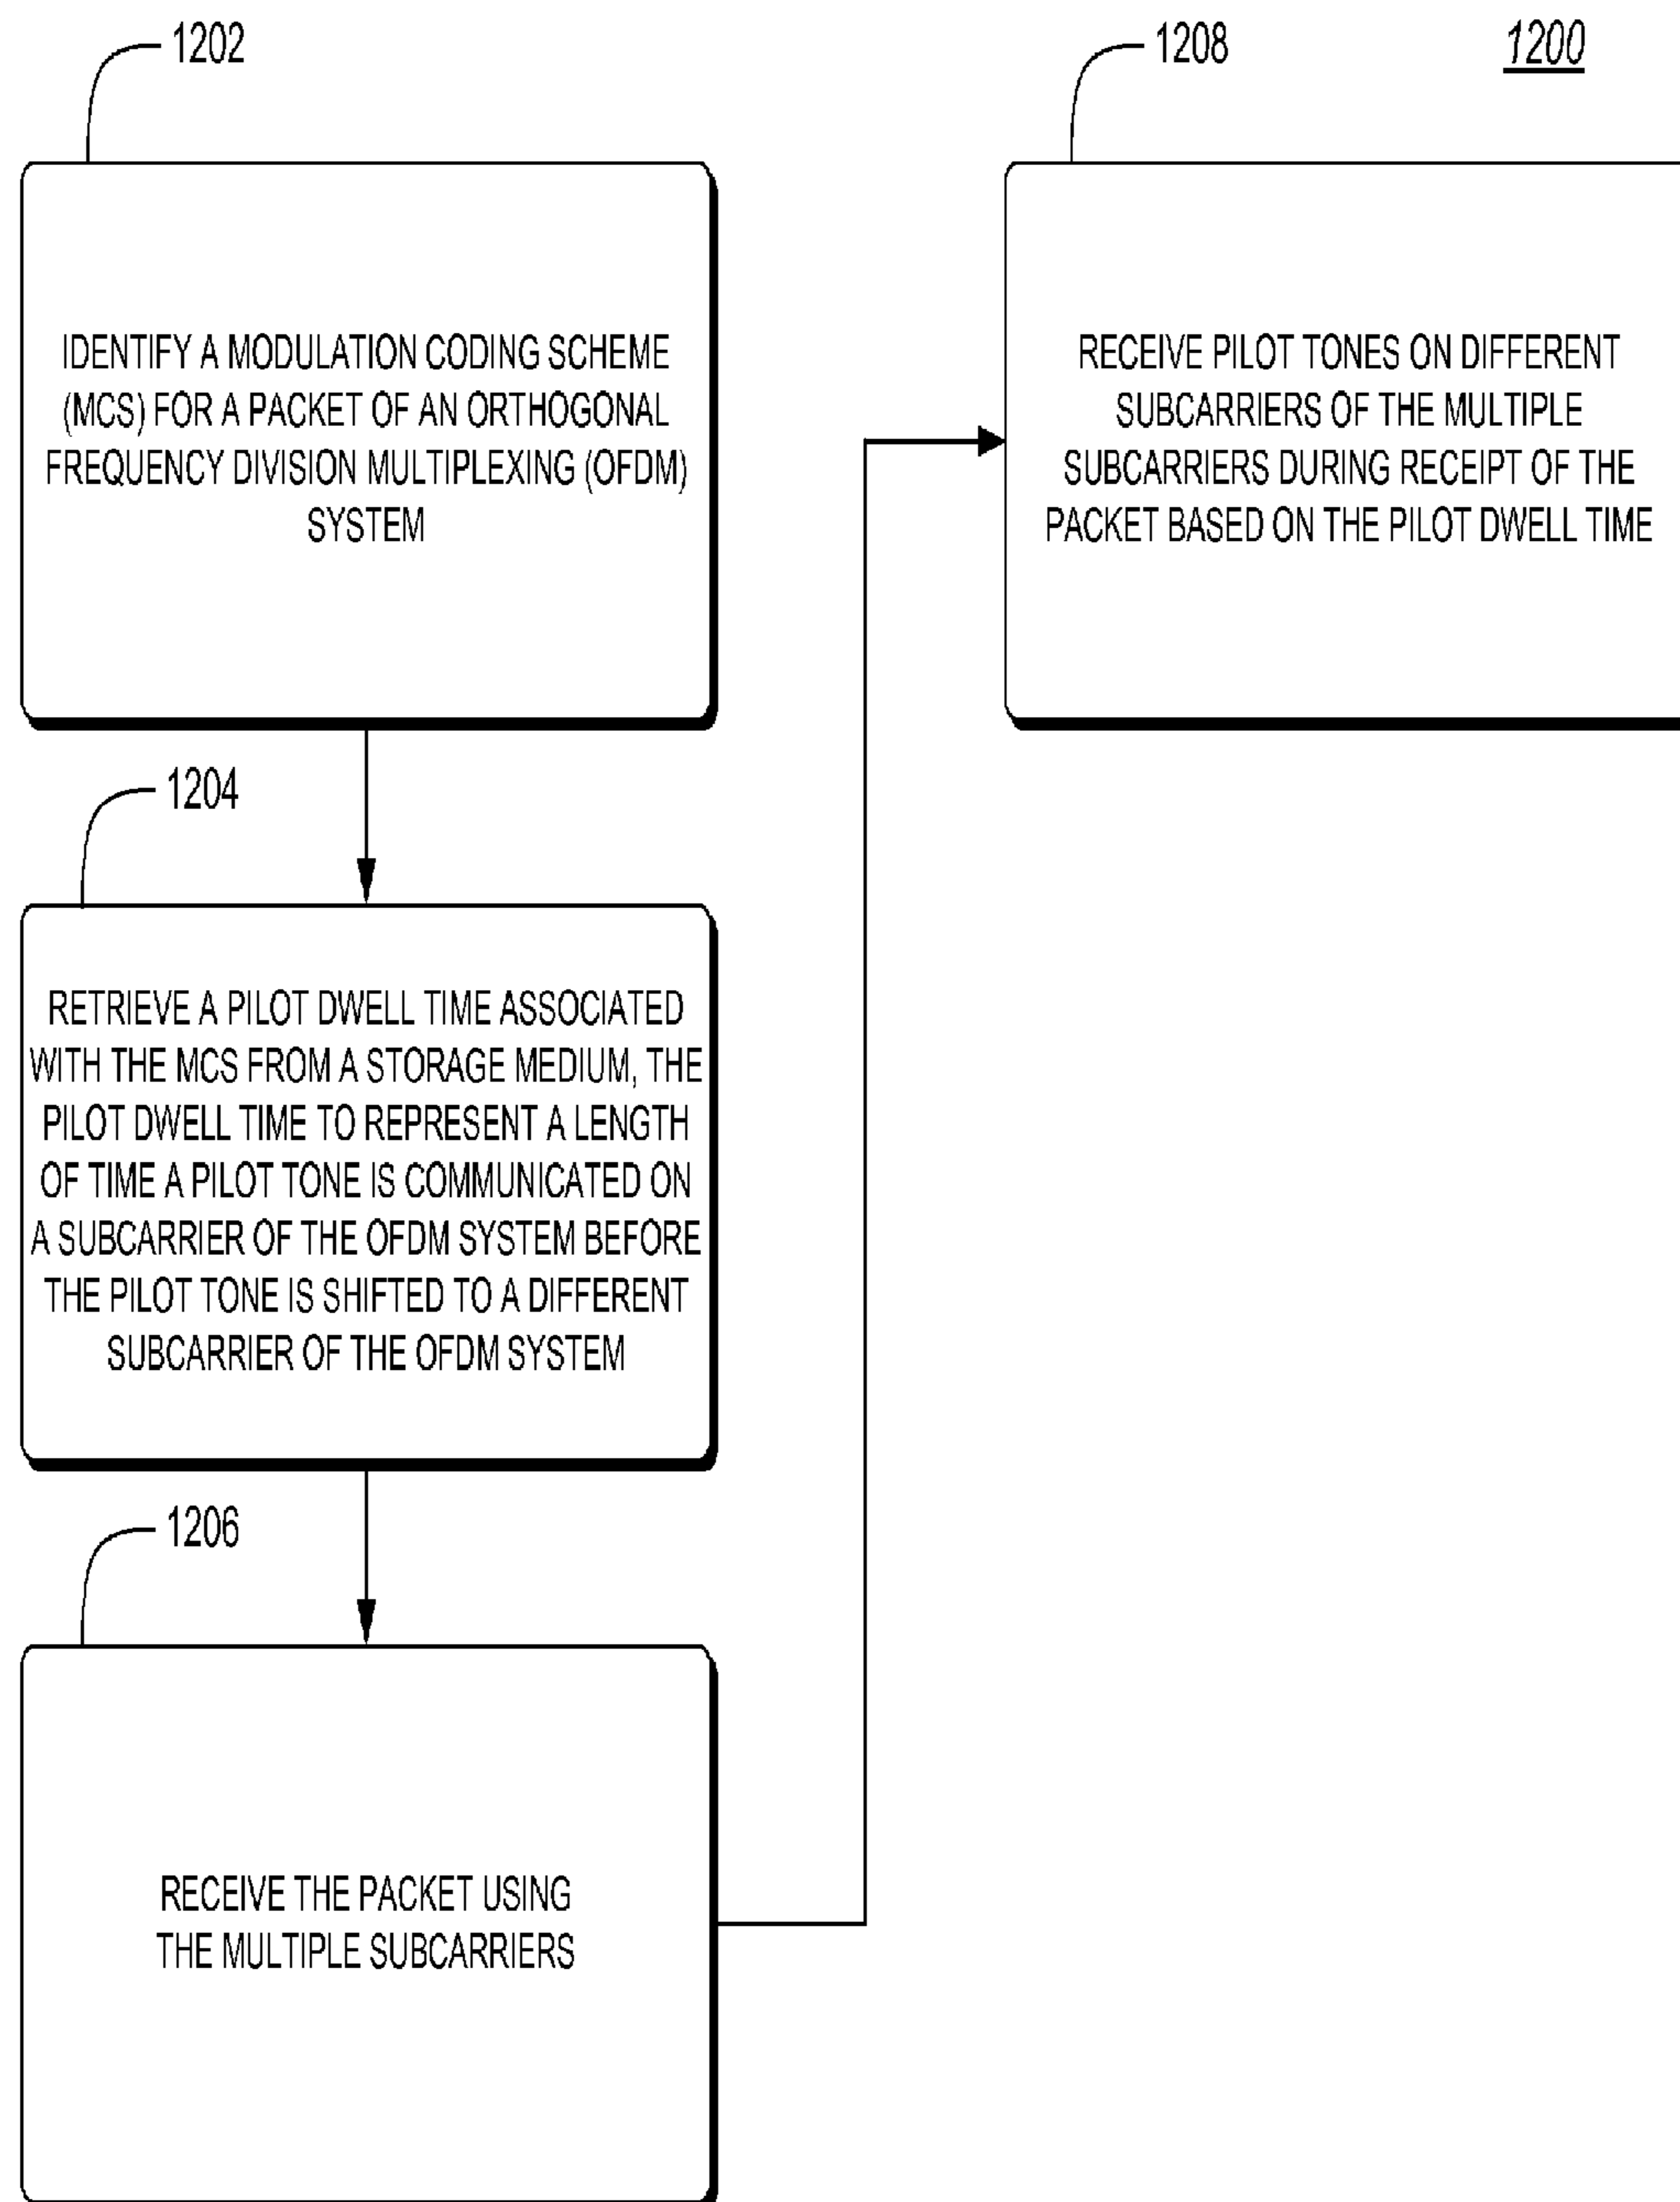 1200
1202
IDENTIFY A MODULATION CODING SCHEME
(MCS) FOR A PACKET OF AN ORTHOGONAL
FREQUENCY DIVISION MULTIPLEXING (OFDM)
SYSTEM
1204
RETRIEVE A PILOT DWELL TIME ASSOCIATED
WITH THE MCS FROM A STORAGE MEDIUM, THE
PILOT DWELL TIME TO REPRESENT A LENGTH
OF TIME A PILOT TONE IS COMMUNICATED ON
A SUBCARRIER OF THE OFDM SYSTEM BEFORE
THE PILOT TONE IS SHIFTED TO A DIFFERENT
SUBCARRIER OF THE OFDM SYSTEM
1206
RECEIVE THE PACKET USING
THE MULTIPLE SUBCARRIERS
1208
RECEIVE PILOT TONES ON DIFFERENT
SUBCARRIERS OF THE MULTIPLE
SUBCARRIERS DURING RECEIPT OF THE
PACKET BASED ON THE PILOT DWELL TIME